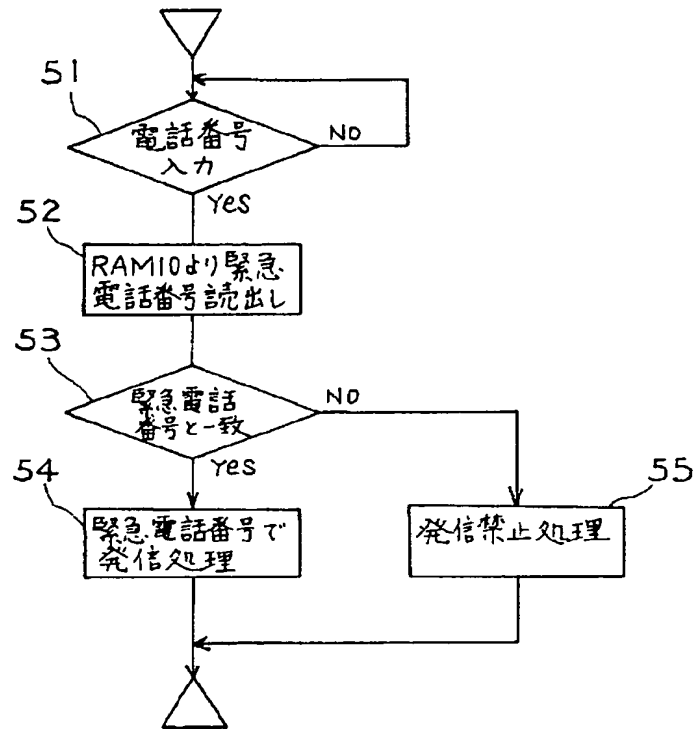 51
電話番号
入力
NO
Yes
52
RAM10より緊急
電話番号読出し
53
緊急電話
番号と一致
NO
Yes
54
緊急電話番号で
発信処理
55
発信禁止処理